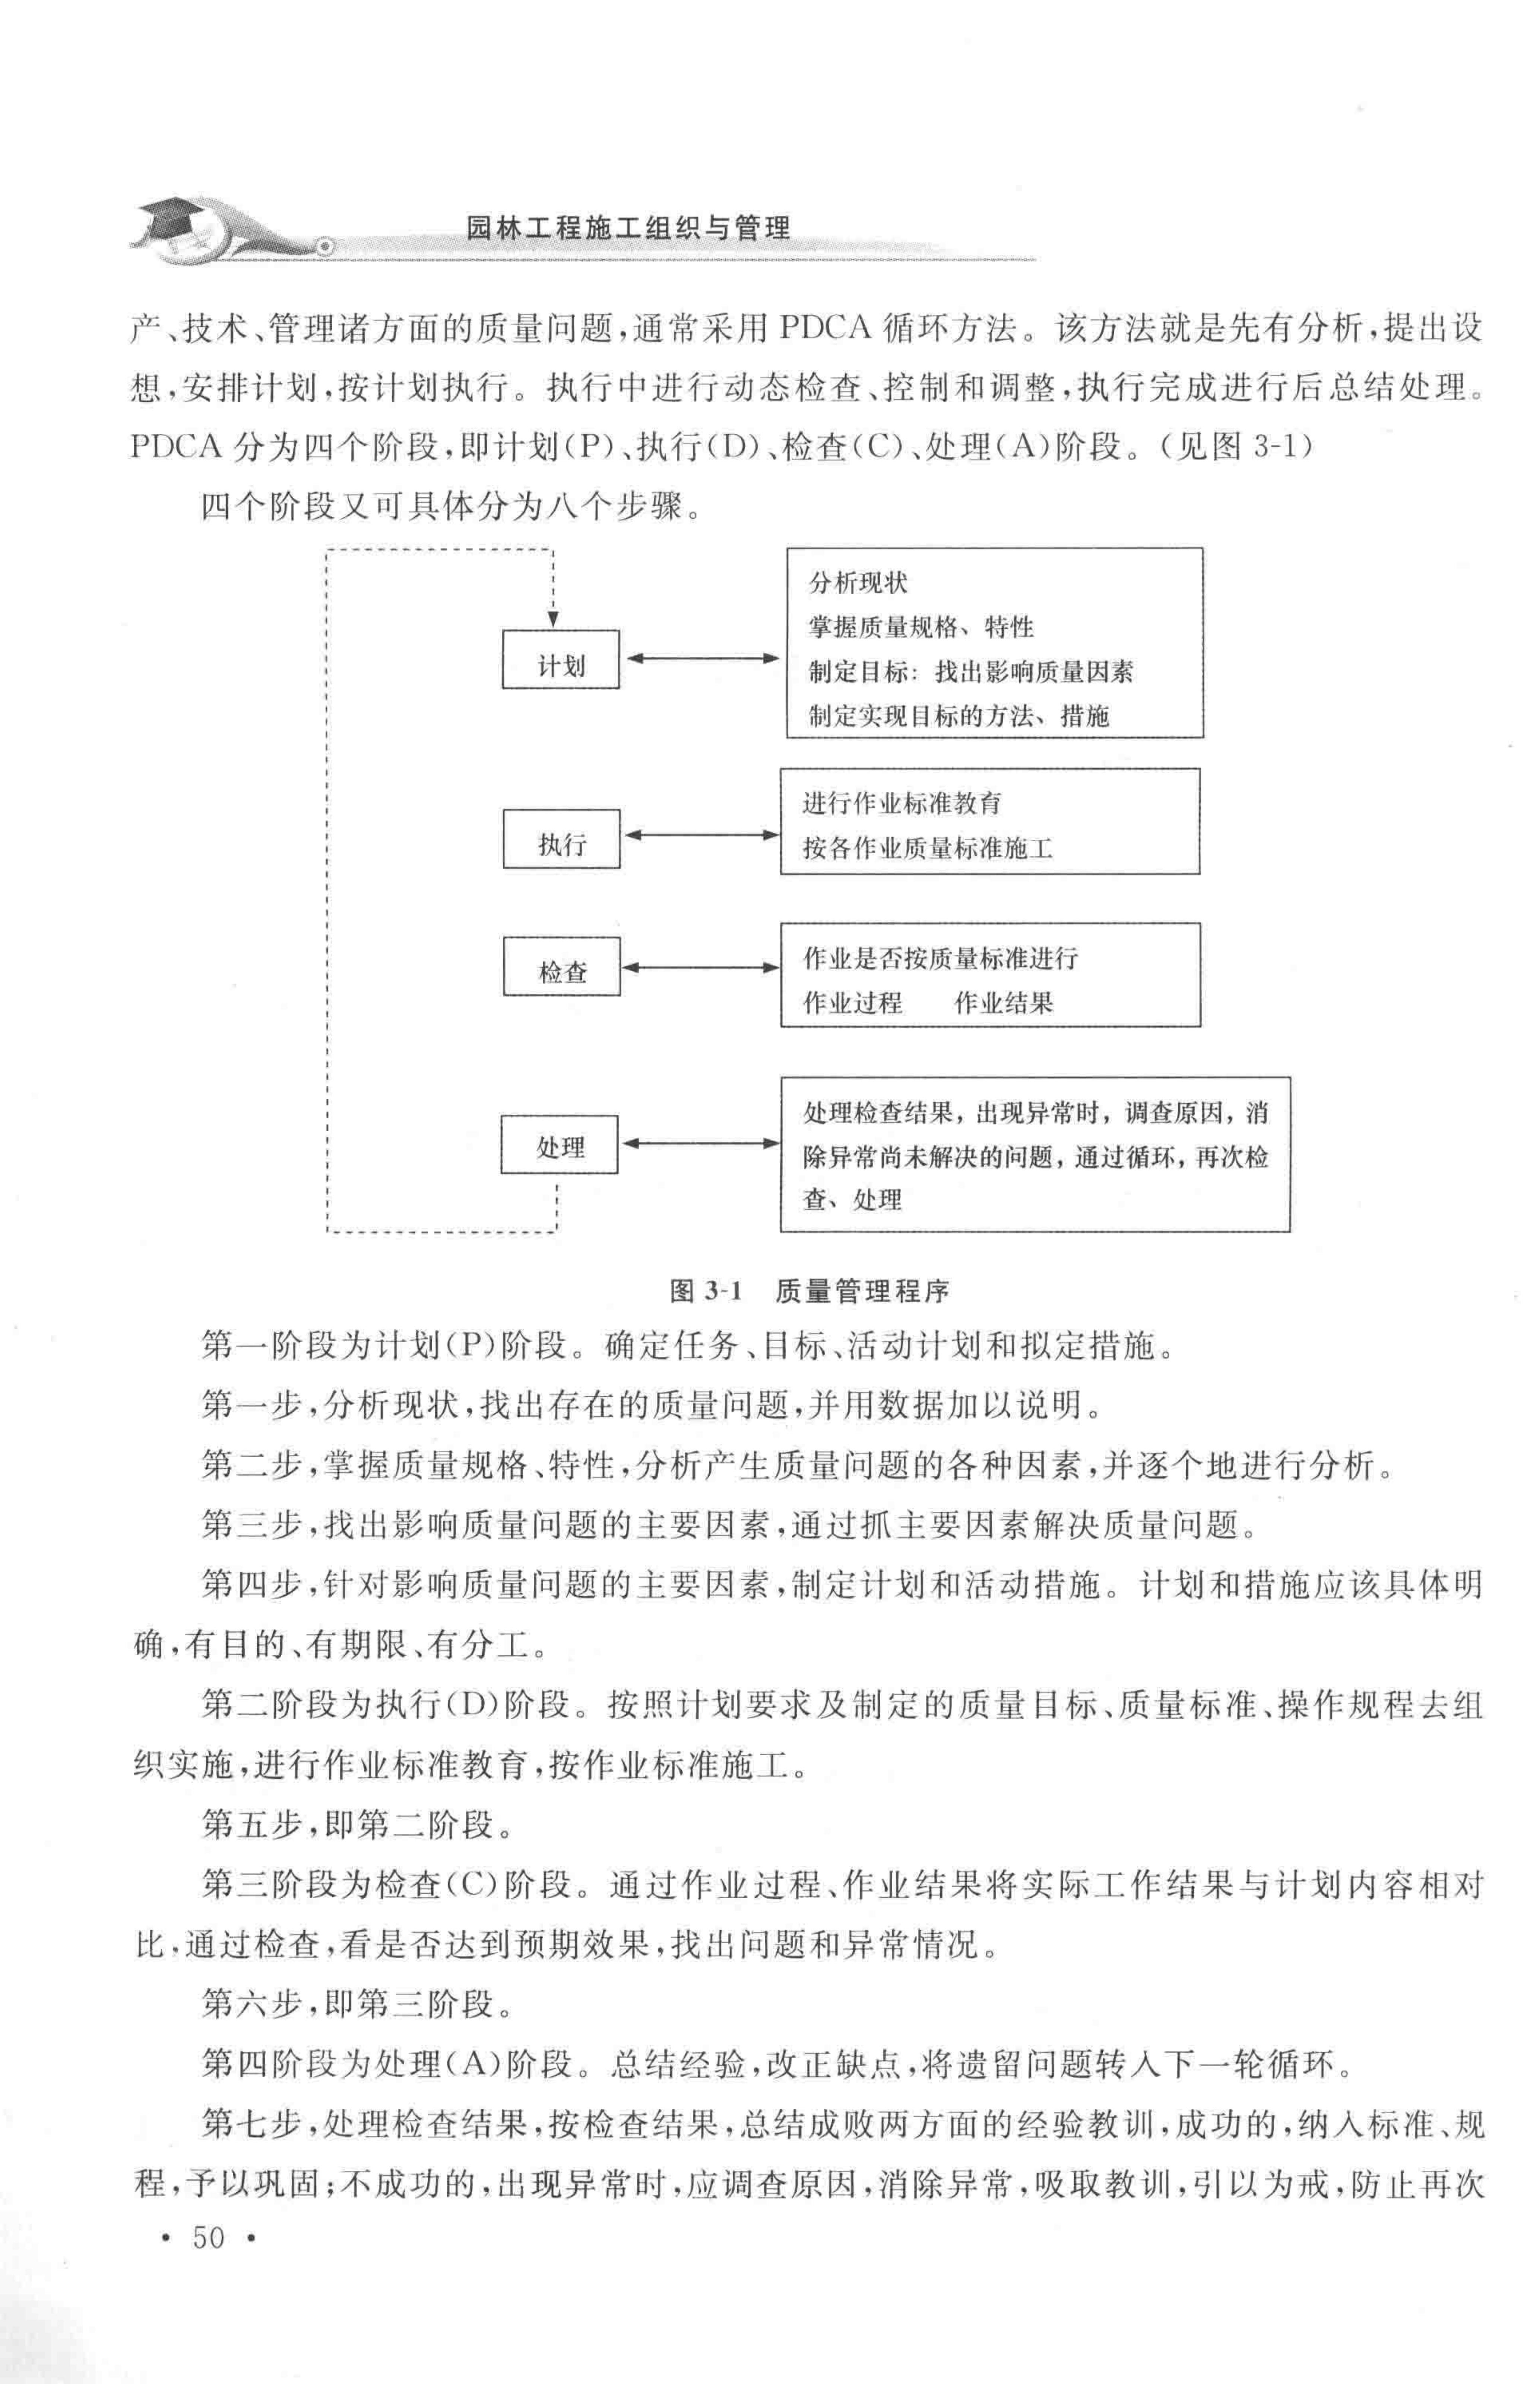 园林工程施工组织与管理
产、技术、管理诸方面的质量问题,通常采用 PDCA 循环方法。该方法就是先有分析,提出设
想,安排计划,按计划执行。执行中进行动态检查、控制和调整,执行完成进行后总结处理。
PDCA 分为四个阶段,即计划(P)、执行(D)、检查(C)、处理(A)阶段。(见图 3-1)
四个阶段又可具体分为八个步骤。
计划
分析现状
掌握质量规格、特性
制定目标：找出影响质量因素
制定实现目标的方法、措施
执行
进行作业标准教育
按各作业质量标准施工
检查
作业是否按质量标准进行
作业过程 作业结果
处理
处理检查结果，出现异常时，调查原因，消
除异常尚未解决的问题，通过循环，再次检
查、处理
图 3-1 质量管理程序
第一阶段为计划(P)阶段。确定任务、目标、活动计划和拟定措施。
第一步,分析现状,找出存在的质量问题,并用数据加以说明。
第二步,掌握质量规格、特性,分析产生质量问题的各种因素,并逐个地进行分析。
第三步,找出影响质量问题的主要因素,通过抓主要因素解决质量问题。
第四步,针对影响质量问题的主要因素,制定计划和活动措施。计划和措施应该具体明
确,有目的、有期限、有分工。
第二阶段为执行(D)阶段。按照计划要求及制定的质量目标、质量标准、操作规程去组
织实施,进行作业标准教育,按作业标准施工。
第五步,即第二阶段。
第三阶段为检查(C)阶段。通过作业过程、作业结果将实际工作结果与计划内容相对
比,通过检查,看是否达到预期效果,找出问题和异常情况。
第六步,即第三阶段。
第四阶段为处理(A)阶段。总结经验,改正缺点,将遗留问题转入下一轮循环。
第七步,处理检查结果,按检查结果,总结成败两方面的经验教训,成功的,纳入标准、规
程,予以巩固;不成功的,出现异常时,应调查原因,消除异常,吸取教训,引以为戒,防止再次
• 50 •